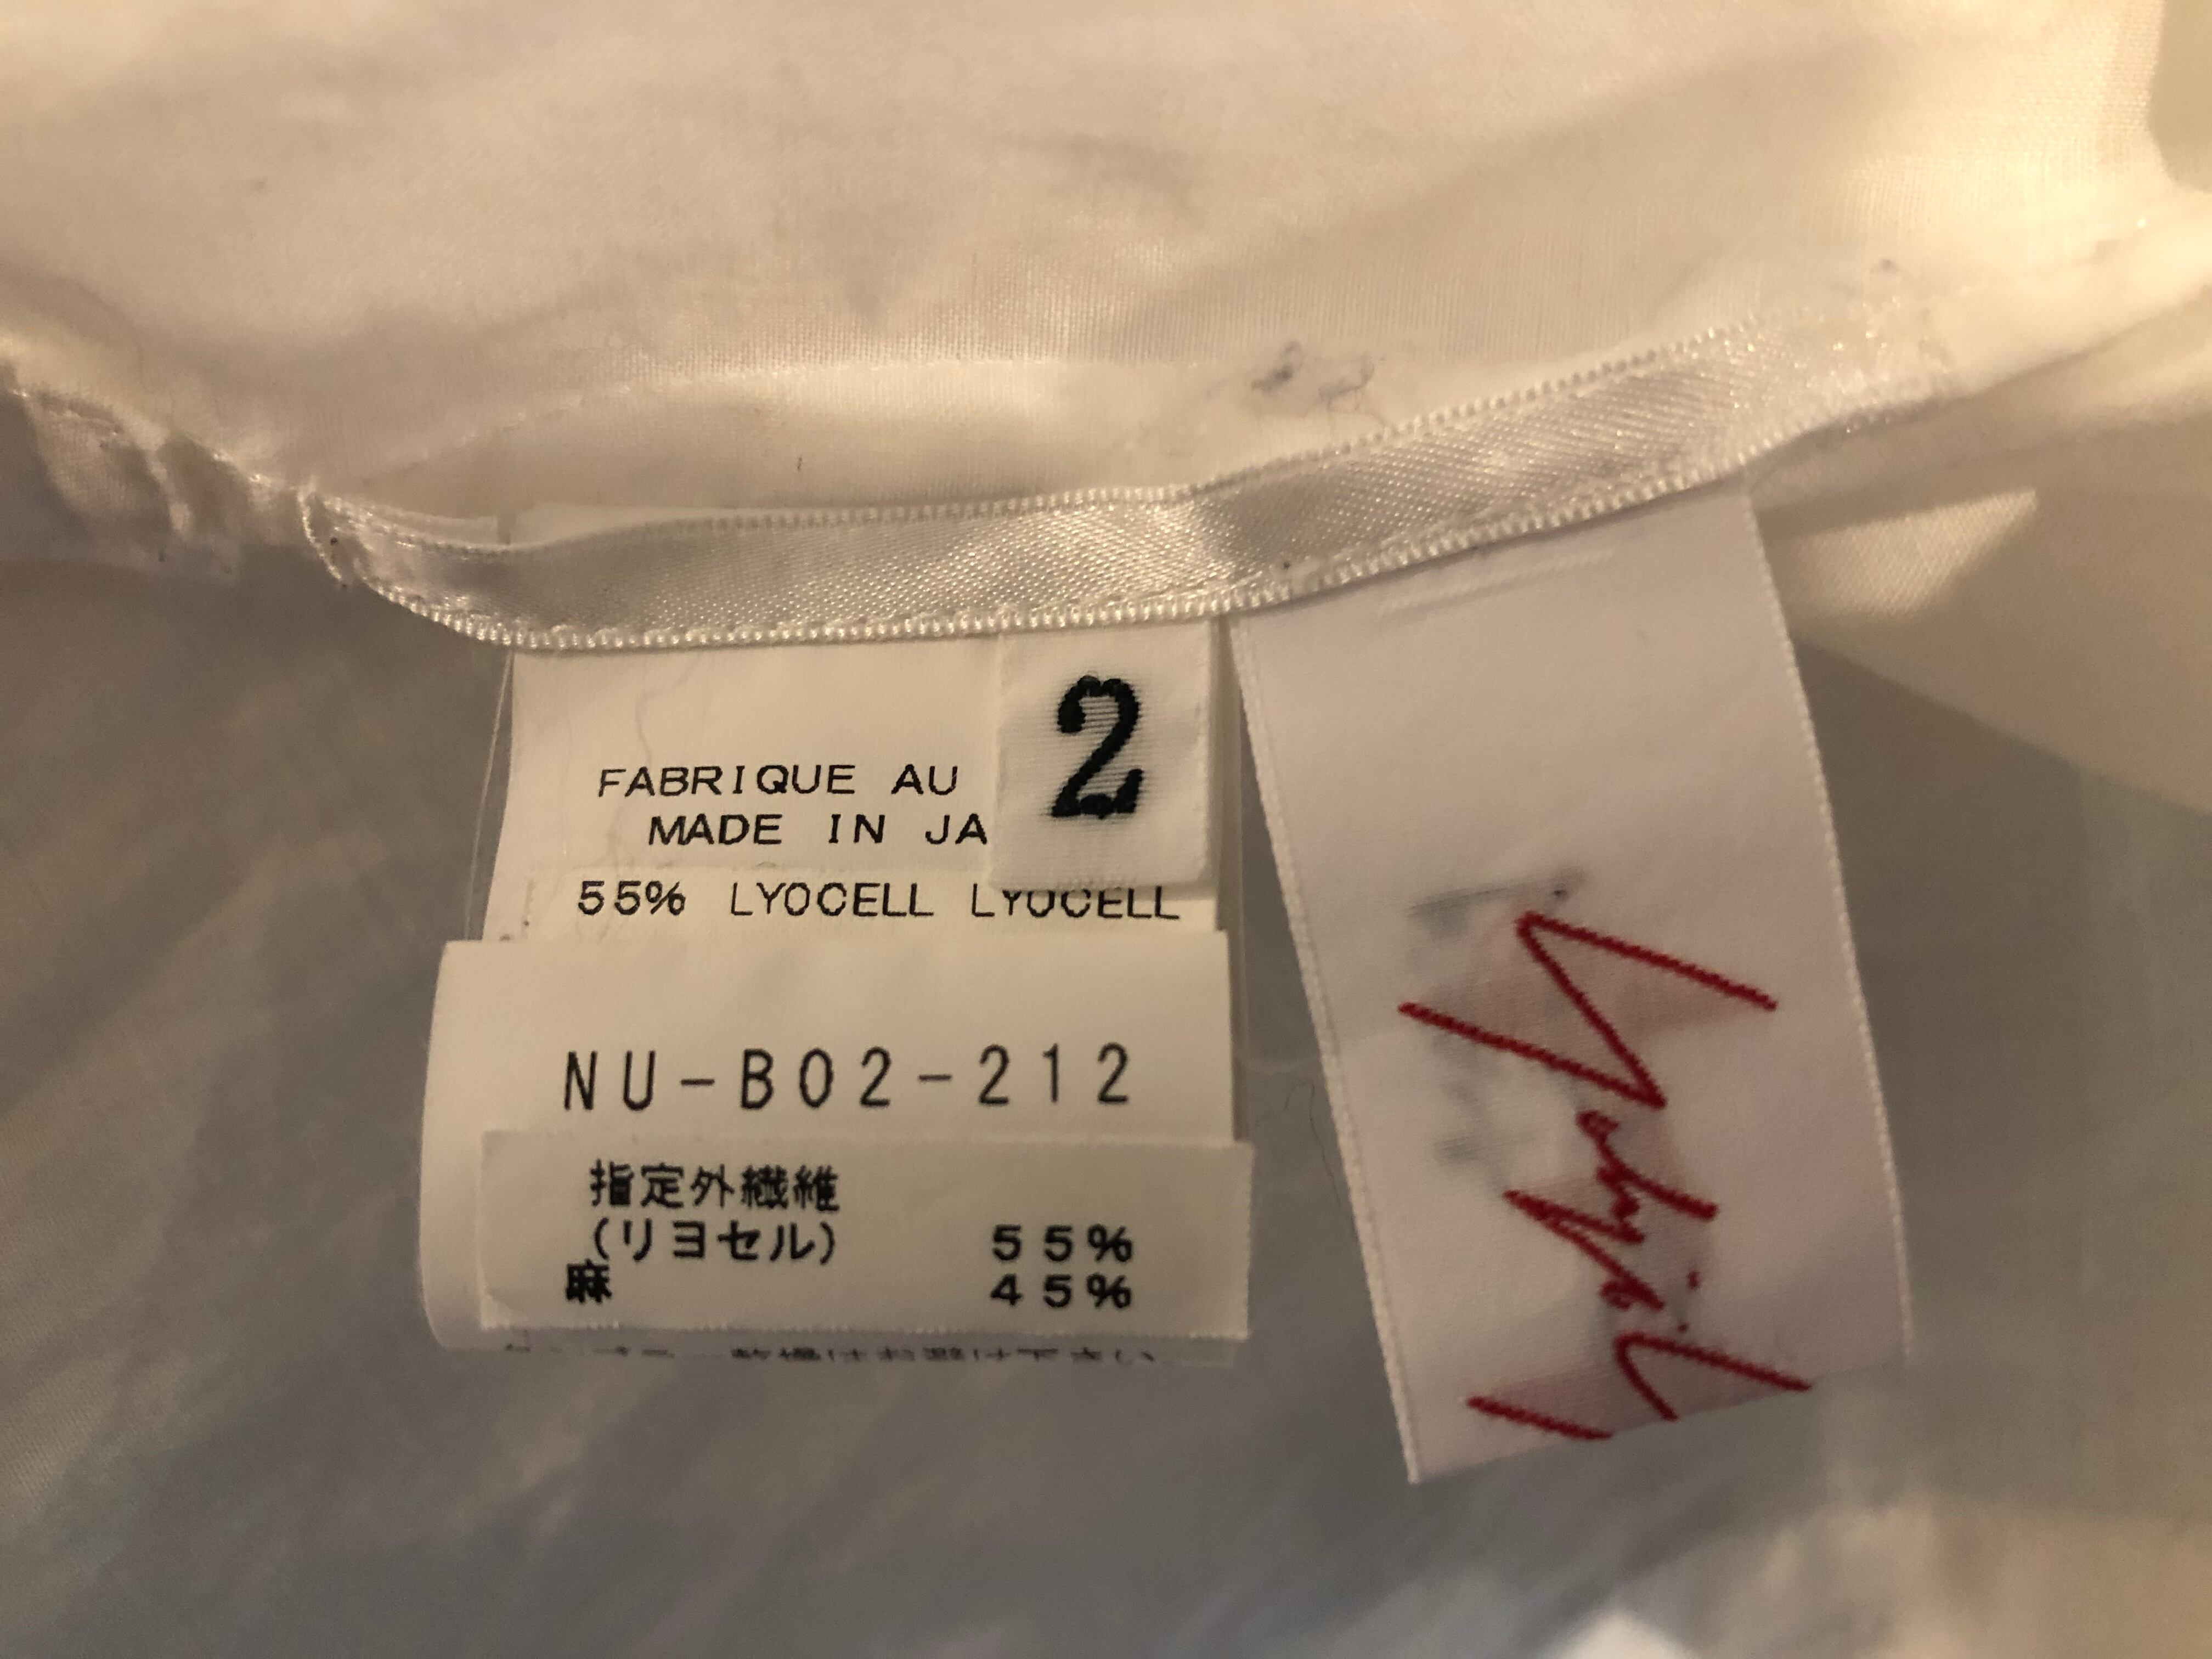 2
FABRIQUE AU
MADE IN JA
55% LYOCELL LYOCELL
NU-B02-212
指定外繊維
(リヨセル) 55%
麻 45%
Yohji Y